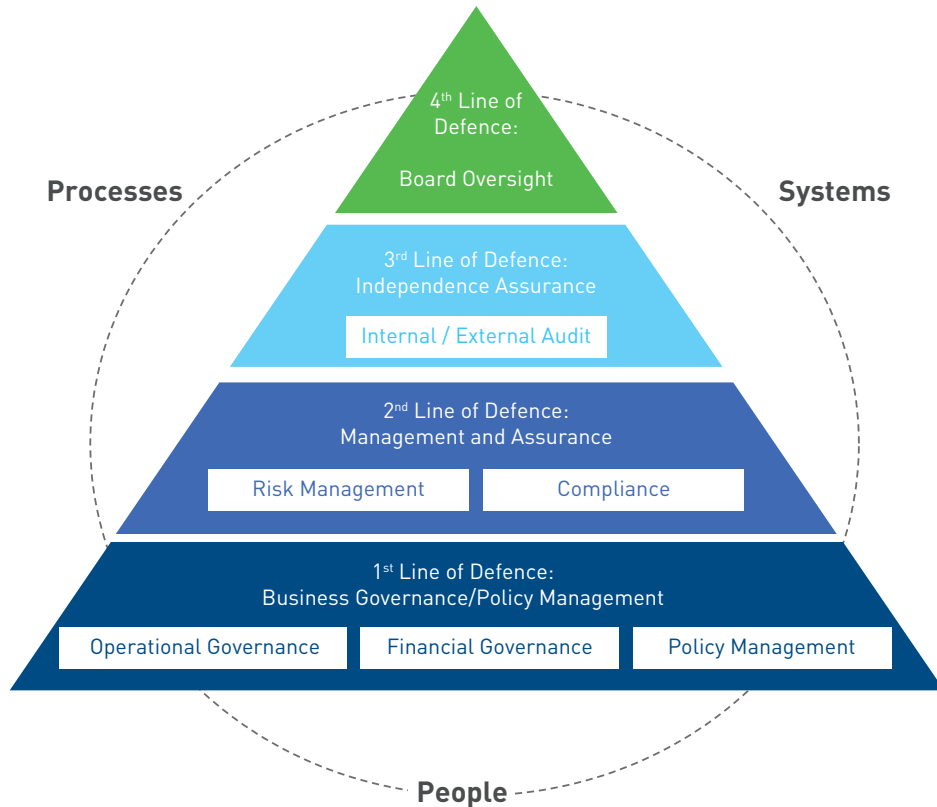 4th Line of
Defence:
Board Oversight
Processes
Systems
3rd Line of Defence:
Independence Assurance
Internal / External Audit
2nd Line of Defence:
Management and Assurance
Risk Management
Compliance
1st Line of Defence:
Business Governance/Policy Management
Operational Governance
Financial Governance
Policy Management
People